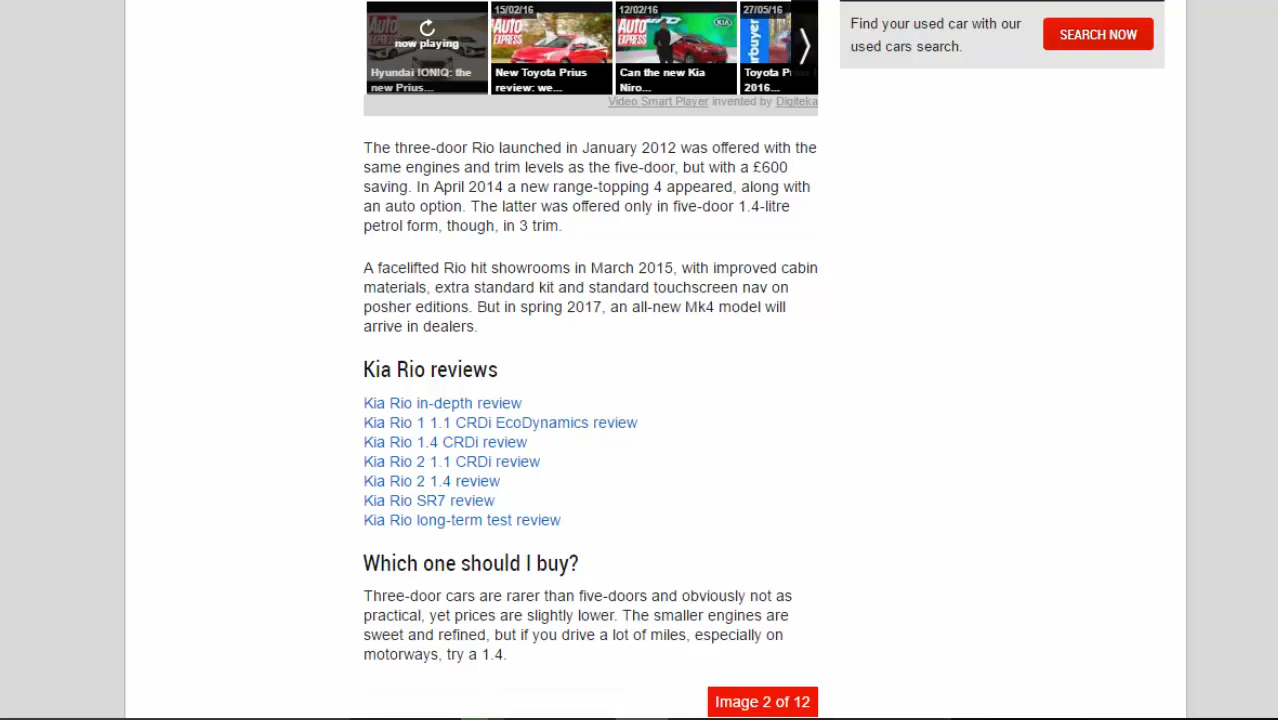 15/02/16
12/02/16
27/05/16
now playing
AUTO EXPRESS
AUTO EXPRESS
KIA
Hyundai IONIQ: the
new Prius...
New Toyota Prius
review: we...
Can the new Kia
Niro...
Toyota
2016...
Video Smart Player invented by Digiteka
Find your used car with our
used cars search.
SEARCH NOW
The three-door Rio launched in January 2012 was offered with the
same engines and trim levels as the five-door, but with a £600
saving. In April 2014 a new range-topping 4 appeared, along with
an auto option. The latter was offered only in five-door 1.4-litre
petrol form, though, in 3 trim.
A facelifted Rio hit showrooms in March 2015, with improved cabin
materials, extra standard kit and standard touchscreen nav on
posher editions. But in spring 2017, an all-new Mk4 model will
arrive in dealers.
Kia Rio reviews
Kia Rio in-depth review
Kia Rio 1 1.1 CRDi EcoDynamics review
Kia Rio 1.4 CRDi review
Kia Rio 2 1.1 CRDi review
Kia Rio 2 1.4 review
Kia Rio SR7 review
Kia Rio long-term test review
Which one should I buy?
Three-door cars are rarer than five-doors and obviously not as
practical, yet prices are slightly lower. The smaller engines are
sweet and refined, but if you drive a lot of miles, especially on
motorways, try a 1.4.
Image 2 of 12